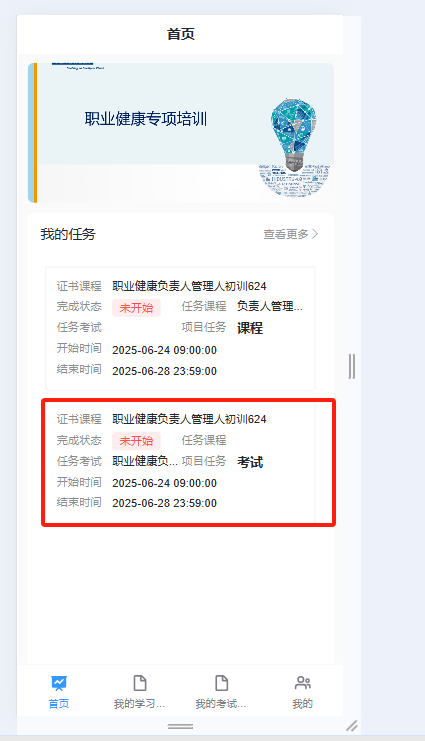 首页
职业健康专项培训
我的任务 查看更多
证书课程 职业健康负责人管理人初训624
完成状态 未开始 任务课程 负责人管理...
任务考试 项目任务 课程
开始时间 2025-06-24 09:00:00
结束时间 2025-06-28 23:59:00
证书课程 职业健康负责人管理人初训624
完成状态 未开始 任务课程
任务考试 职业健康负... 项目任务 考试
开始时间 2025-06-24 09:00:00
结束时间 2025-06-28 23:59:00
首页 我的学习... 我的考试... 我的